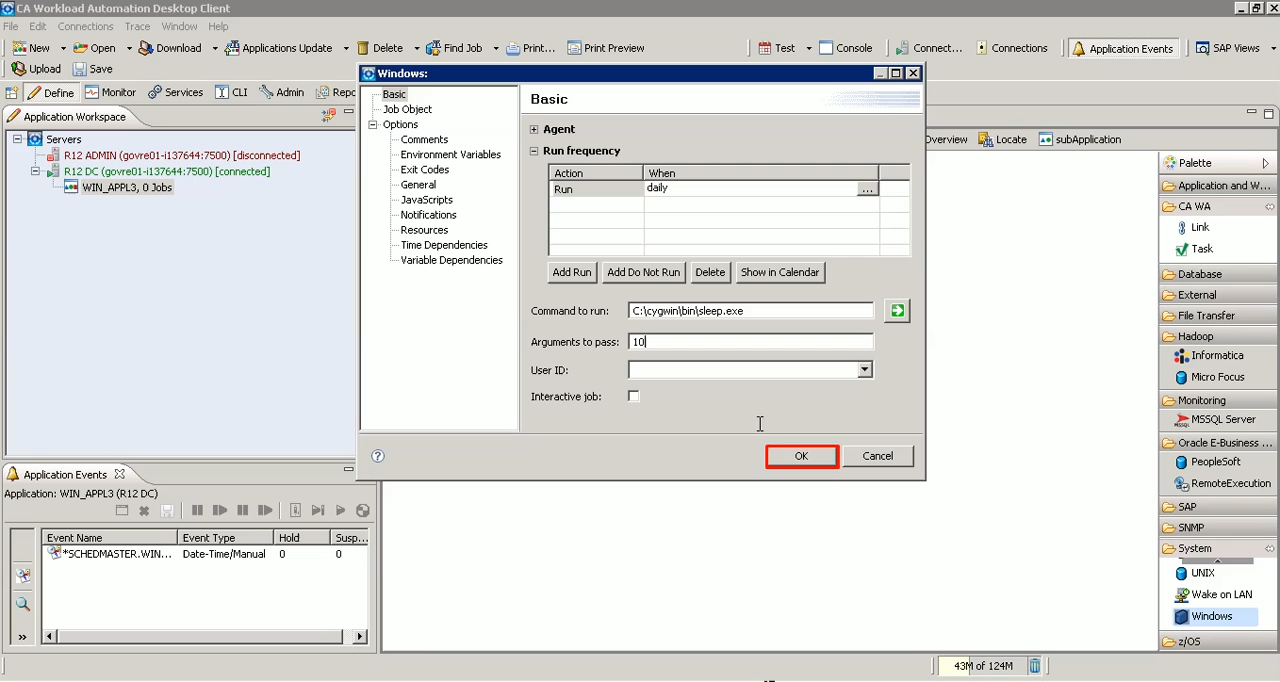 CA Workload Automation Desktop Client
File Edit Connections Trace Window Help
New Open Download Applications Update Delete Find Job Print... Print Preview Test Console Connect... Connections Application Events SAP Views
Upload Save
Define Monitor Services CLI Admin Repo
Application Workspace
Servers
R12 ADMIN (govre01-i137644:7500) [disconnected]
R12 DC (govre01-i137644:7500) [connected]
WIN_APPL3, 0 Jobs
Windows:
Basic
Job Object
Options
Comments
Environment Variables
Exit Codes
General
JavaScripts
Notifications
Resources
Time Dependencies
Variable Dependencies
Basic
Agent
Run frequency
Action When
Run daily ...
Add Run Add Do Not Run Delete Show in Calendar
Command to run: C:\cygwin\bin\sleep.exe
Arguments to pass: 10
User ID:
Interactive job:
OK Cancel
Overview Locate subApplication
Palette
Application and W...
CA WA
Link
Task
Database
External
File Transfer
Hadoop
Informatica
Micro Focus
Monitoring
MSSQL Server
Oracle E-Business ...
PeopleSoft
RemoteExecution
SAP
SNMP
System
UNIX
Wake on LAN
Windows
z/OS
Application Events
Application: WIN_APPL3 (R12 DC)
Event Name Event Type Hold Susp...
*SCHEDMASTER.WIN... Date-Time/Manual 0 0
43M of 124M